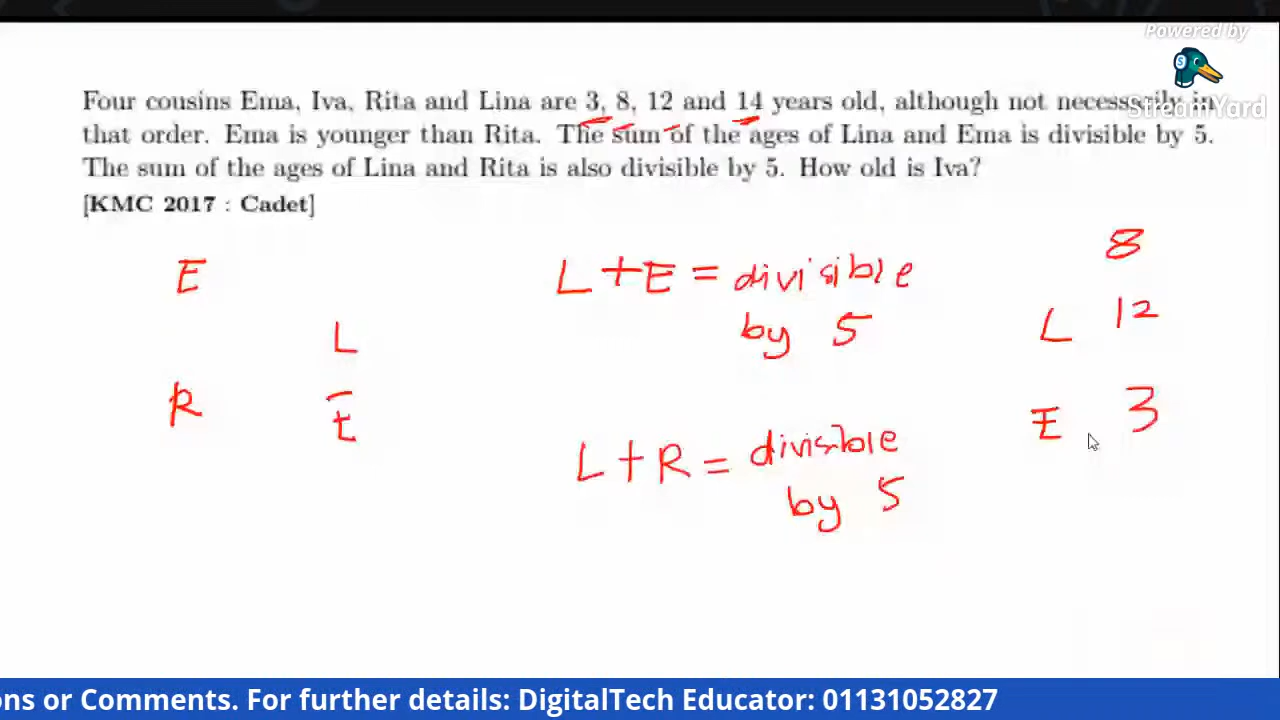 Powered by
StreamYard
Four cousins Ema, Iva, Rita and Lina are 3, 8, 12 and 14 years old, although not necessarily in
that order. Ema is younger than Rita. The sum of the ages of Lina and Ema is divisible by 5.
The sum of the ages of Lina and Rita is also divisible by 5. How old is Iva?
[KMC 2017 : Cadet]
E
L
R
E
L + E = divisible
by 5
L + R = divisible
by 5
8
L 12
E 3
ons or Comments. For further details: DigitalTech Educator: 01131052827